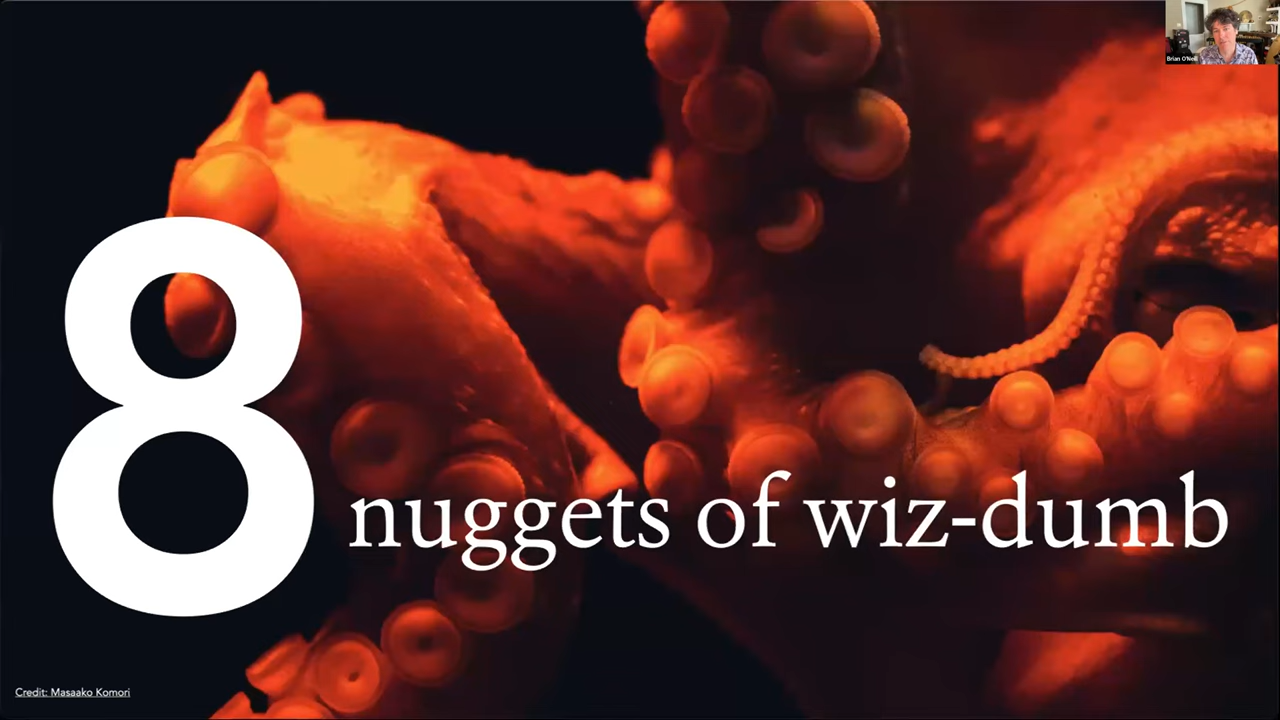 Brian O'Neill
8 nuggets of wiz-dumb
Credit: Masaako Komori